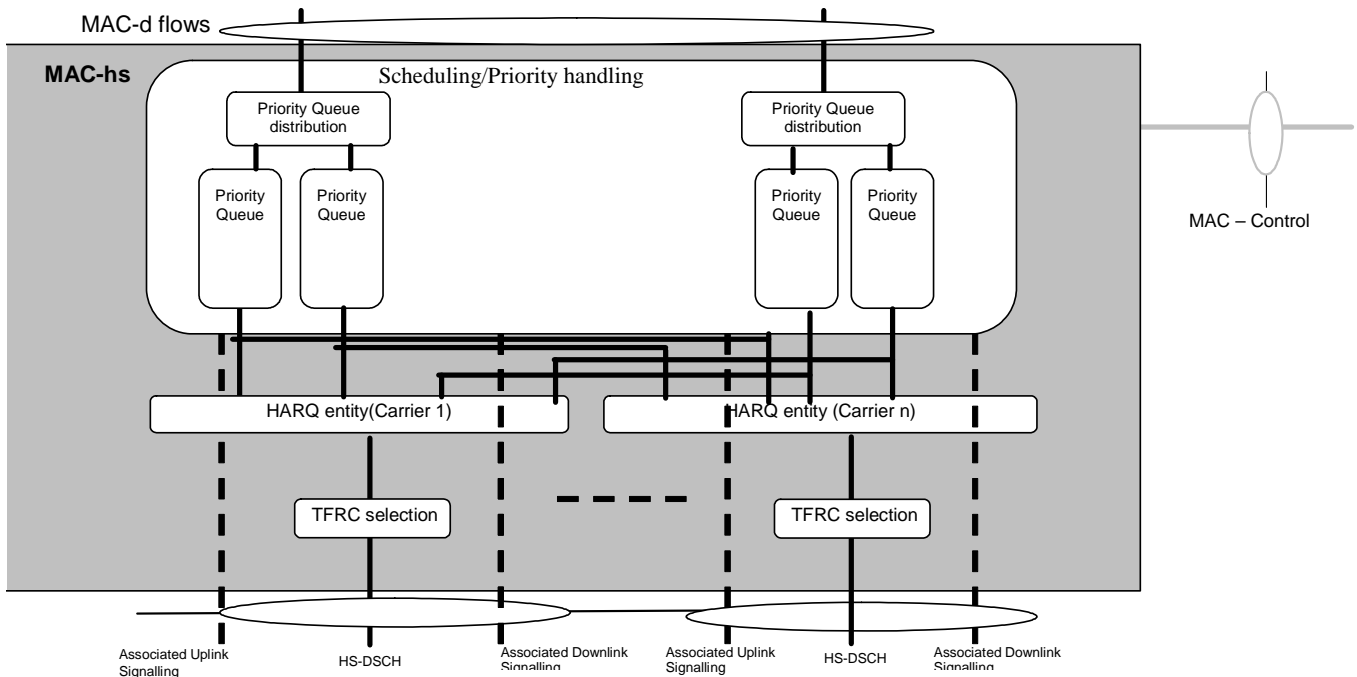 MAC-d flows
MAC-hs
Scheduling/Priority handling
Priority Queue
distribution
Priority Queue
distribution
Priority
Queue
Priority
Queue
Priority
Queue
Priority
Queue
MAC – Control
HARQ entity(Carrier 1)
HARQ entity (Carrier n)
TFRC selection
TFRC selection
Associated Uplink
Signalling
HS-DSCH
Associated Downlink
Signalling
Associated Uplink
Signalling
HS-DSCH
Associated Downlink
Signalling